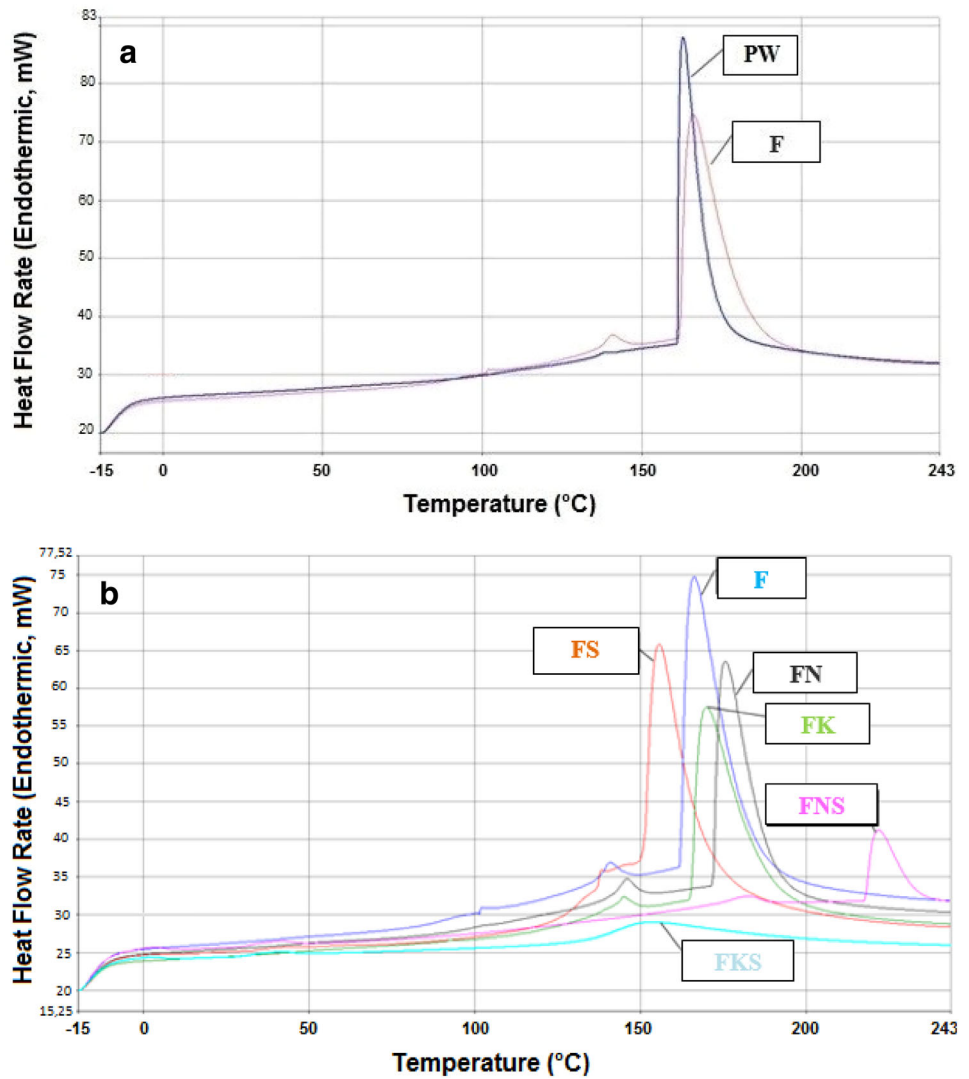 83
a
PW
80
F
70
60
50
40
30
20
-15 0 50 100 150 200 243
Heat Flow Rate (Endothermic, mW)
Temperature (°C)
77,52
b
75
F
70
FS
65
FN
60
FK
55
50
45
FNS
40
35
30
25
FKS
20
15,25
-15 0 50 100 150 200 243
Heat Flow Rate (Endothermic, mW)
Temperature (°C)